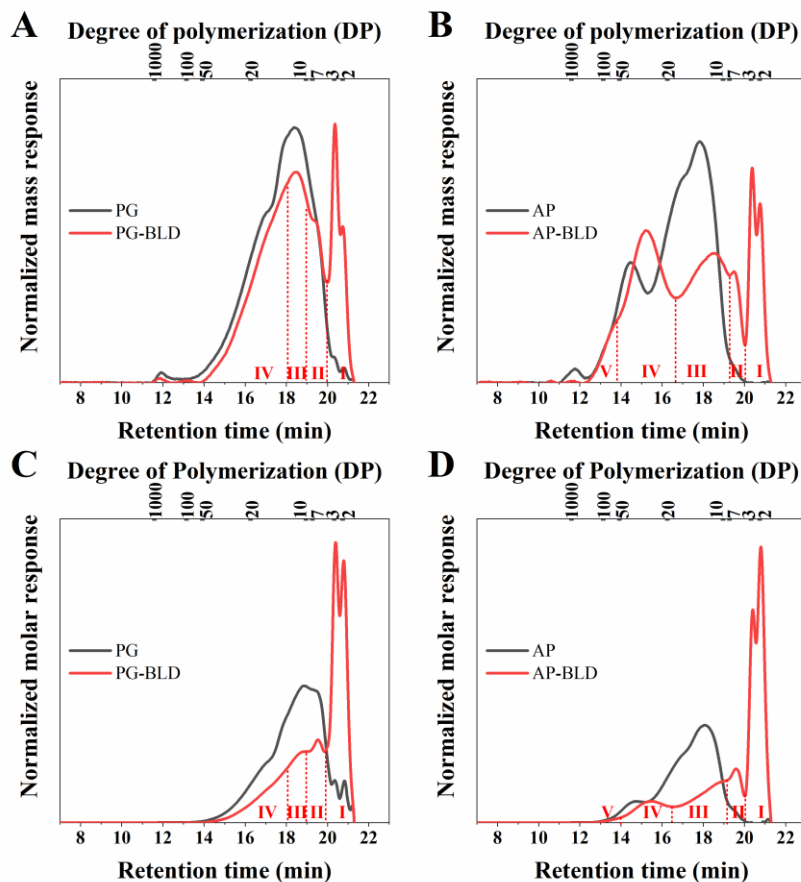 A
Degree of polymerization (DP)
1000 100 50 20 10 7 3 2
Normalized mass response
PG
PG-BLD
IV III II I
8 10 12 14 16 18 20 22
Retention time (min)
B
Degree of polymerization (DP)
1000 100 50 20 10 7 3 2
Normalized mass response
AP
AP-BLD
V IV III II I
8 10 12 14 16 18 20 22
Retention time (min)
C
Degree of Polymerization (DP)
1000 100 50 20 10 7 3 2
Normalized molar response
PG
PG-BLD
IV III II I
8 10 12 14 16 18 20 22
Retention time (min)
D
Degree of Polymerization (DP)
1000 100 50 20 10 7 3 2
Normalized molar response
AP
AP-BLD
V IV III II I
8 10 12 14 16 18 20 22
Retention time (min)